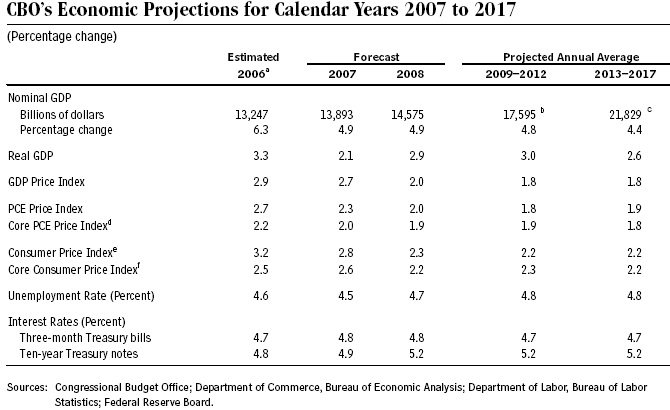 CBO's Economic Projections for Calendar Years 2007 to 2017
(Percentage change)
Estimated Forecast Projected Annual Average
2006a 2007 2008 2009–2012 2013–2017
Nominal GDP
Billions of dollars 13,247 13,893 14,575 17,595 b 21,829 c
Percentage change 6.3 4.9 4.9 4.8 4.4
Real GDP 3.3 2.1 2.9 3.0 2.6
GDP Price Index 2.9 2.7 2.0 1.8 1.8
PCE Price Index 2.7 2.3 2.0 1.8 1.9
Core PCE Price Indexd 2.2 2.0 1.9 1.9 1.8
Consumer Price Indexe 3.2 2.8 2.3 2.2 2.2
Core Consumer Price Indexf 2.5 2.6 2.2 2.3 2.2
Unemployment Rate (Percent) 4.6 4.5 4.7 4.8 4.8
Interest Rates (Percent)
Three-month Treasury bills 4.7 4.8 4.8 4.7 4.7
Ten-year Treasury notes 4.8 4.9 5.2 5.2 5.2
Sources: Congressional Budget Office; Department of Commerce, Bureau of Economic Analysis; Department of Labor, Bureau of Labor
Statistics; Federal Reserve Board.